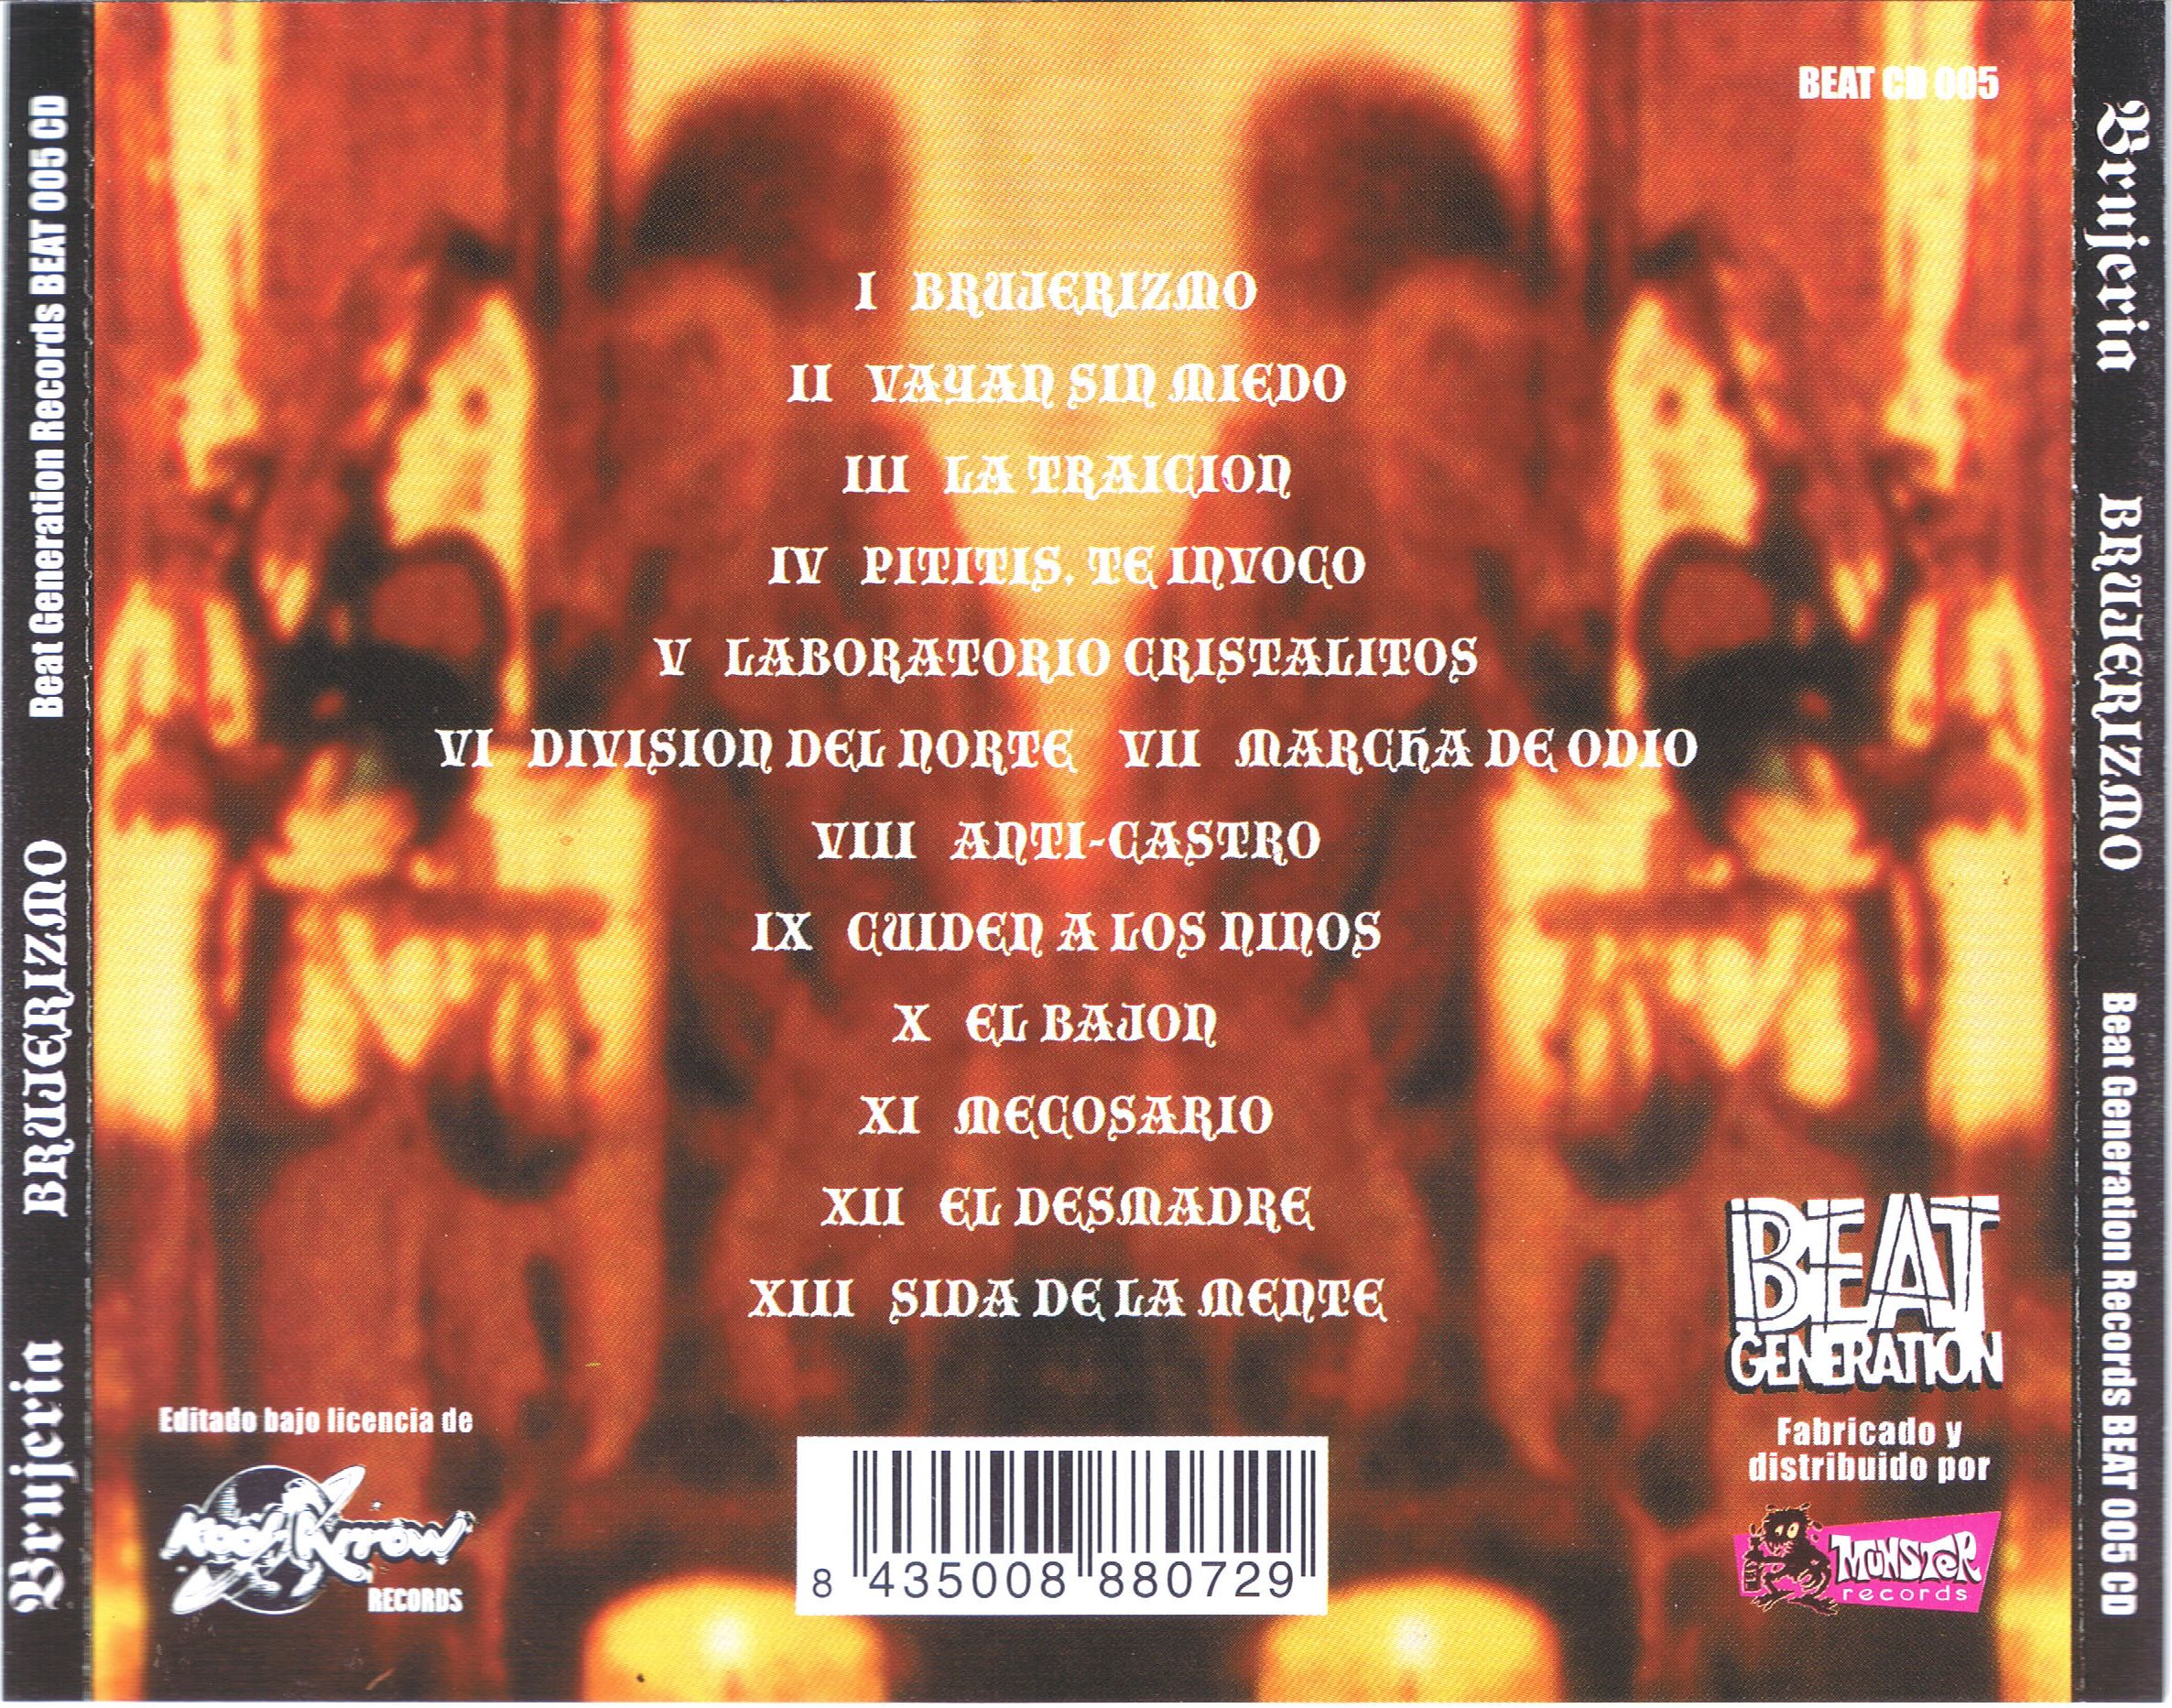 BEAT CD 005
I BRUJERIZMO
II VAYAN SIN MIEDO
III LA TRAICION
IV PITITIS, TE INVOCO
V LABORATORIO CRISTALITOS
VI DIVISION DEL NORTE VII MARCHA DE ODIO
VIII ANTI-CASTRO
IX CUIDEN A LOS NINOS
X EL BAJON
XI MECOSARIO
XII EL DESMADRE
XIII SIDA DE LA MENTE
Editado bajo licencia de
Kool Arrow
RECORDS
8 435008 880729
BEAT
GENERATION
Fabricado y
distribuido por
MUNSTER
records
Brujeria BRUJERIZMO Beat Generation Records BEAT 005 CD
Brujeria BRUJERIZMO Beat Generation Records BEAT 005 CD